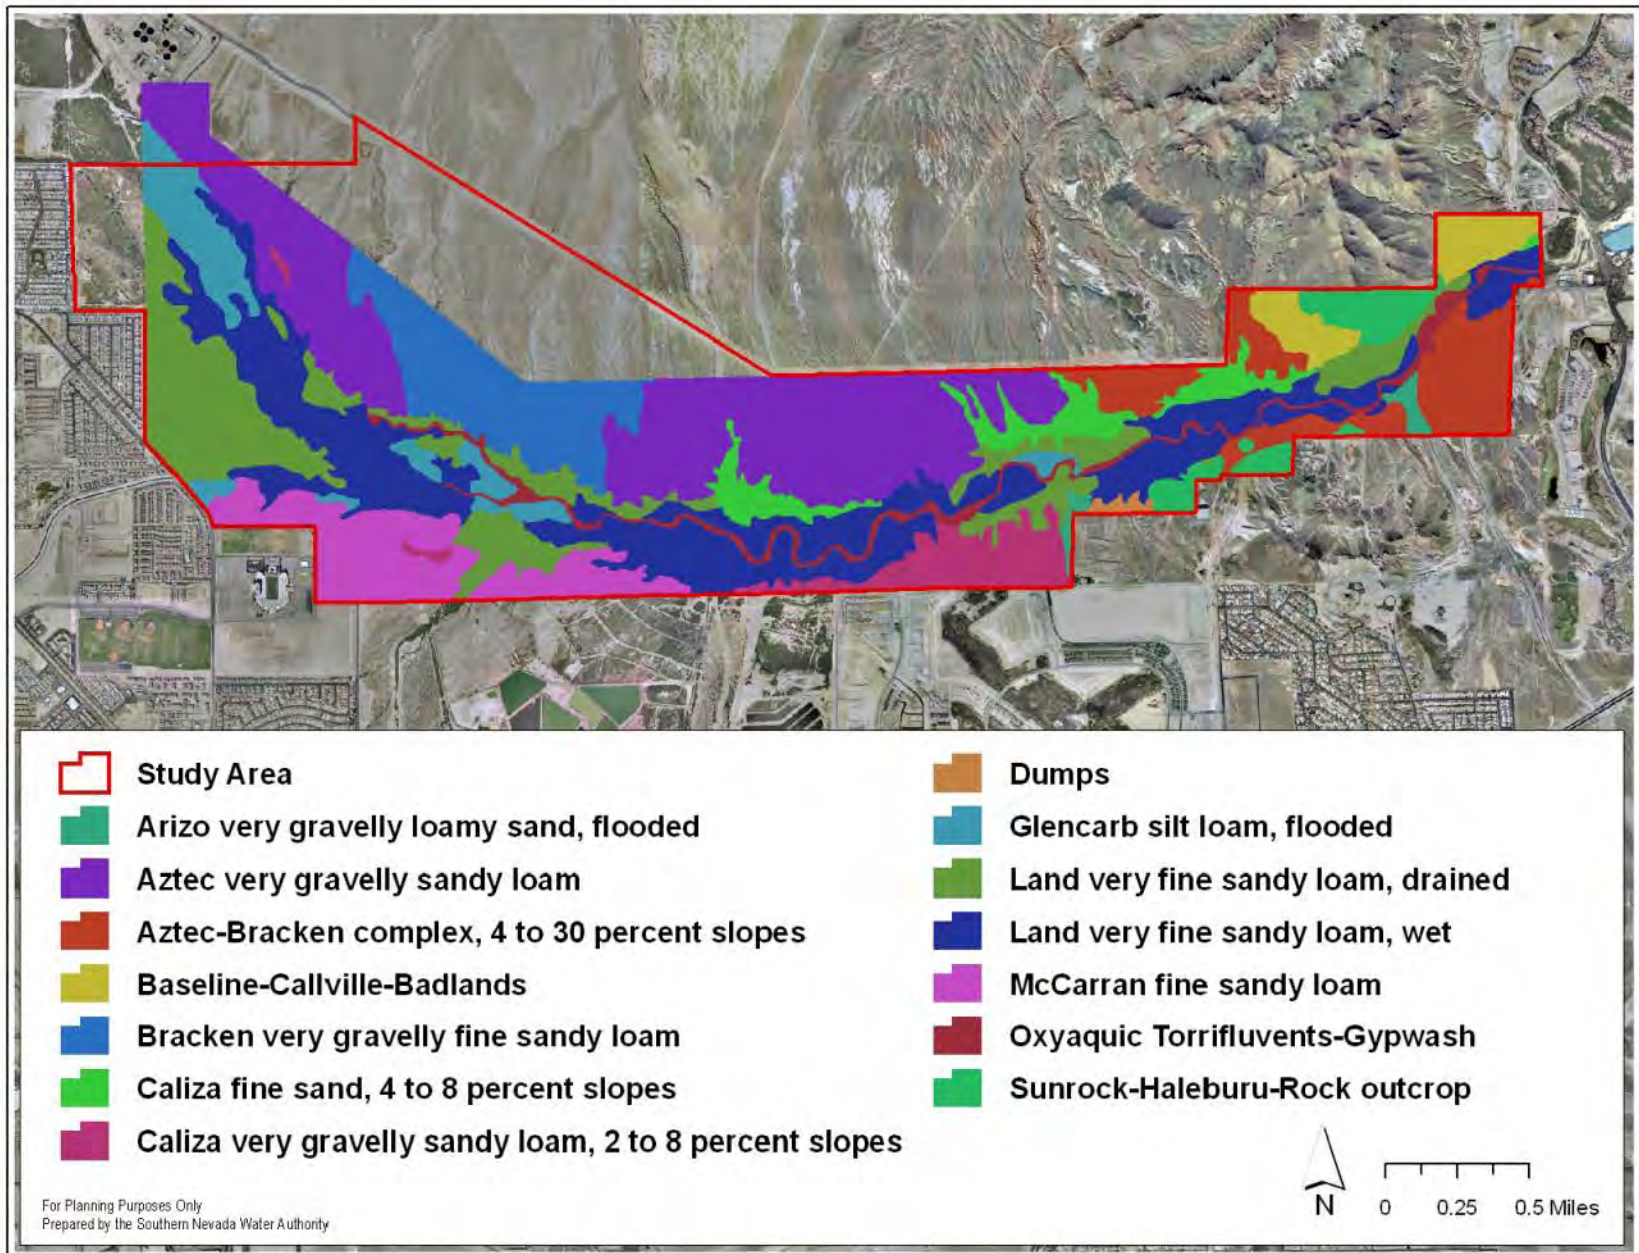 Study Area
Arizo very gravelly loamy sand, flooded
Aztec very gravelly sandy loam
Aztec-Bracken complex, 4 to 30 percent slopes
Baseline-Callville-Badlands
Bracken very gravelly fine sandy loam
Caliza fine sand, 4 to 8 percent slopes
Caliza very gravelly sandy loam, 2 to 8 percent slopes
Dumps
Glencarb silt loam, flooded
Land very fine sandy loam, drained
Land very fine sandy loam, wet
McCarran fine sandy loam
Oxyaquic Torrifluvents-Gypwash
Sunrock-Haleburu-Rock outcrop
For Planning Purposes Only
Prepared by the Southern Nevada Water Authority
N
0 0.25 0.5 Miles